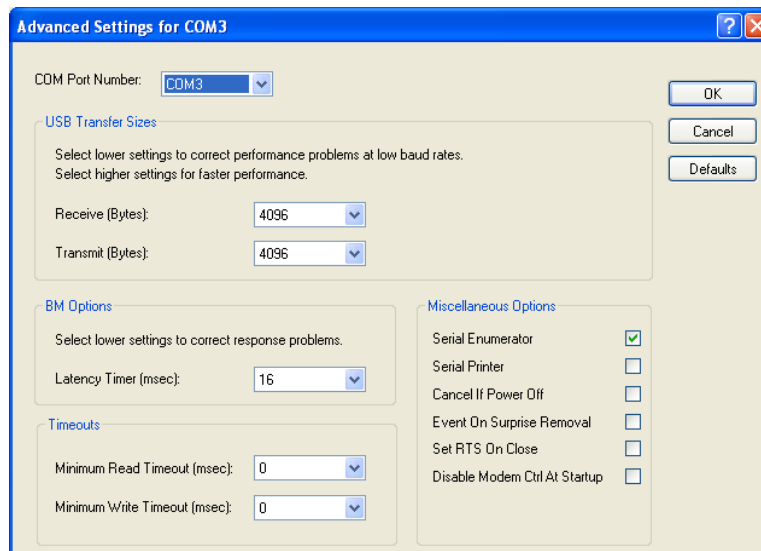 Advanced Settings for COM3
COM Port Number: COM3
OK
USB Transfer Sizes
Cancel
Select lower settings to correct performance problems at low baud rates.
Select higher settings for faster performance.
Defaults
Receive (Bytes): 4096
Transmit (Bytes): 4096
BM Options
Select lower settings to correct response problems.
Latency Timer (msec): 16
Timeouts
Minimum Read Timeout (msec): 0
Minimum Write Timeout (msec): 0
Miscellaneous Options
Serial Enumerator
Serial Printer
Cancel If Power Off
Event On Surprise Removal
Set RTS On Close
Disable Modem Ctrl At Startup